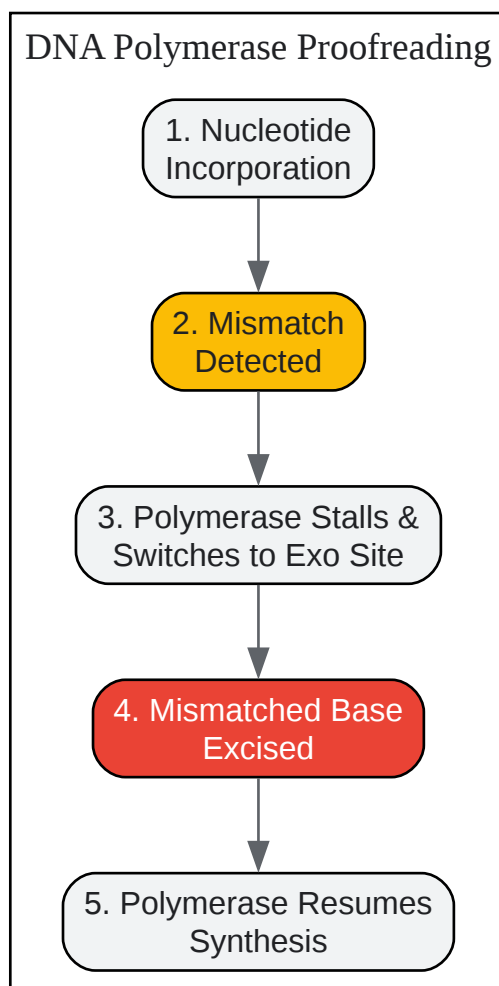 DNA Polymerase Proofreading
1. Nucleotide
Incorporation
2. Mismatch
Detected
3. Polymerase Stalls &
Switches to Exo Site
4. Mismatched Base
Excised
5. Polymerase Resumes
Synthesis